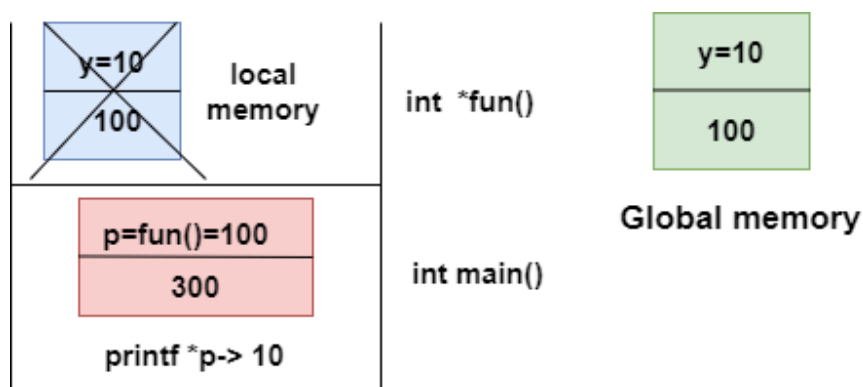 y=10
100
local
memory
int *fun()
y=10
100
Global memory
p=fun()=100
300
int main()
printf *p-> 10